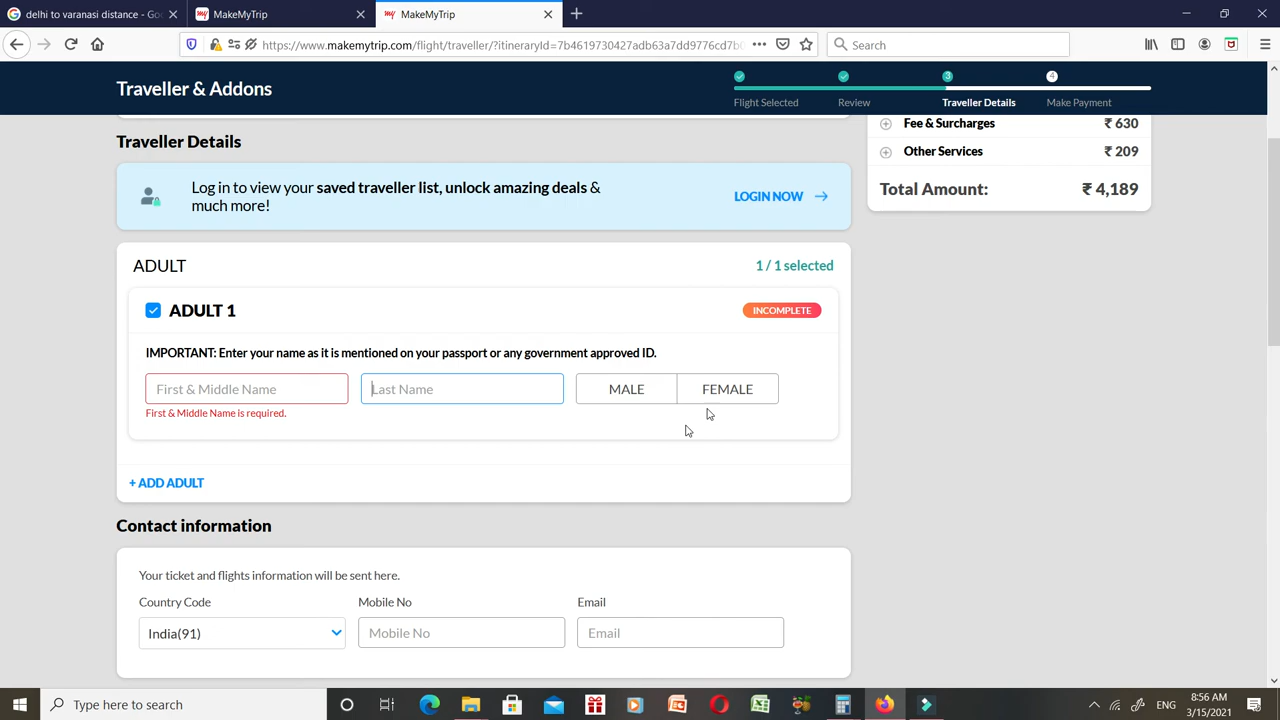 delhi to varanasi distance - Go
MakeMyTrip
MakeMyTrip
https://www.makemytrip.com/flight/traveller/?itineryId=
Search
Traveller & Addons
3
4
Flight Selected
Review
Traveller Details
Make Payment
Fee & Surcharges
₹ 630
Other Services
₹ 209
Total Amount:
₹ 4,189
Traveller Details
Log in to view your saved traveller list, unlock amazing deals &
much more!
LOGIN NOW
ADULT
1 / 1 selected
ADULT 1
INCOMPLETE
IMPORTANT: Enter your name as it is mentioned on your passport or any government approved ID.
First & Middle Name
Last Name
MALE
FEMALE
First & Middle Name is required.
+ ADD ADULT
Contact information
Your ticket and flights information will be sent here.
Country Code
Mobile No
Email
India(91)
Mobile No
Email
Type here to search
ENG
8:56 AM
3/15/2021